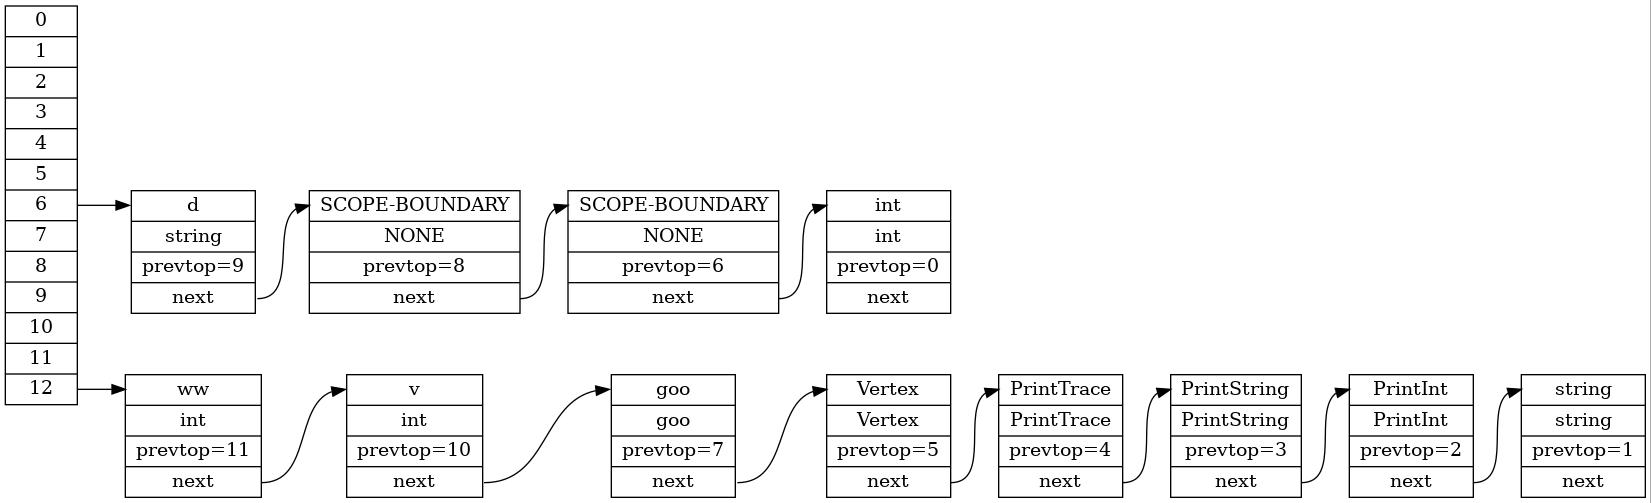 0
1
2
3
4
5
6
7
8
9
10
11
12
d
string
prevtop=9
next
SCOPE-BOUNDARY
NONE
prevtop=8
next
SCOPE-BOUNDARY
NONE
prevtop=6
next
int
int
prevtop=0
next
ww
int
prevtop=11
next
v
int
prevtop=10
next
goo
goo
prevtop=7
next
Vertex
Vertex
prevtop=5
next
PrintTrace
PrintTrace
prevtop=4
next
PrintString
PrintString
prevtop=3
next
PrintInt
PrintInt
prevtop=2
next
string
string
prevtop=1
next